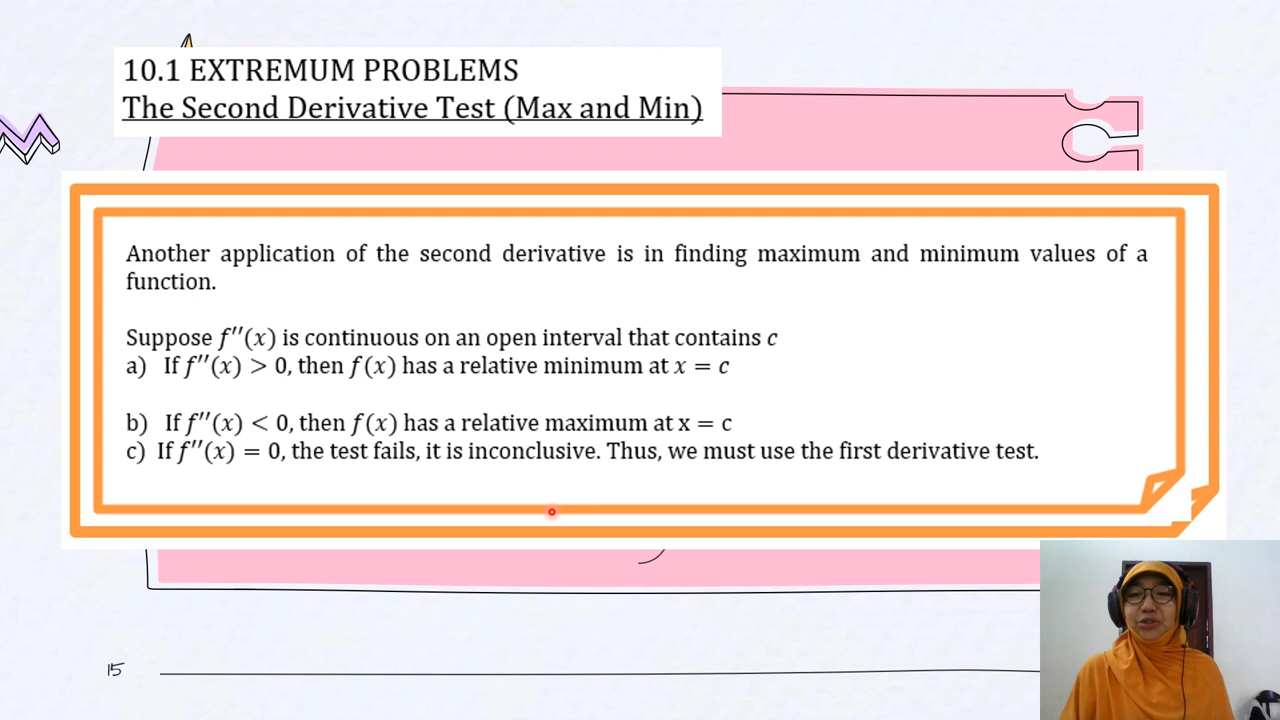 10.1 EXTREMUM PROBLEMS
The Second Derivative Test (Max and Min)
Another application of the second derivative is in finding maximum and minimum values of a
function.
Suppose f′′(x) is continuous on an open interval that contains c
a) If f′′(x) > 0, then f(x) has a relative minimum at x = c
b) If f′′(x) < 0, then f(x) has a relative maximum at x = c
c) If f′′(x) = 0, the test fails, it is inconclusive. Thus, we must use the first derivative test.
15